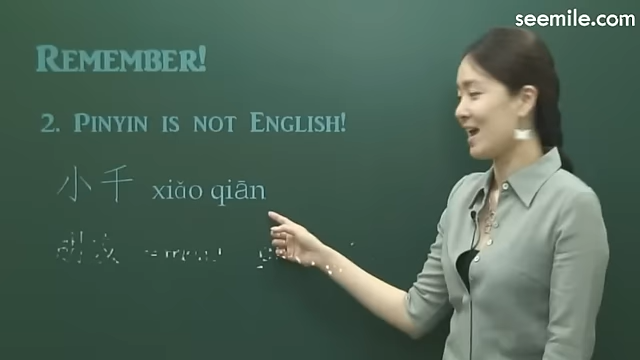 seemile.com
REMEMBER!
2. PINYIN IS NOT ENGLISH!
小千 xiǎo qiān